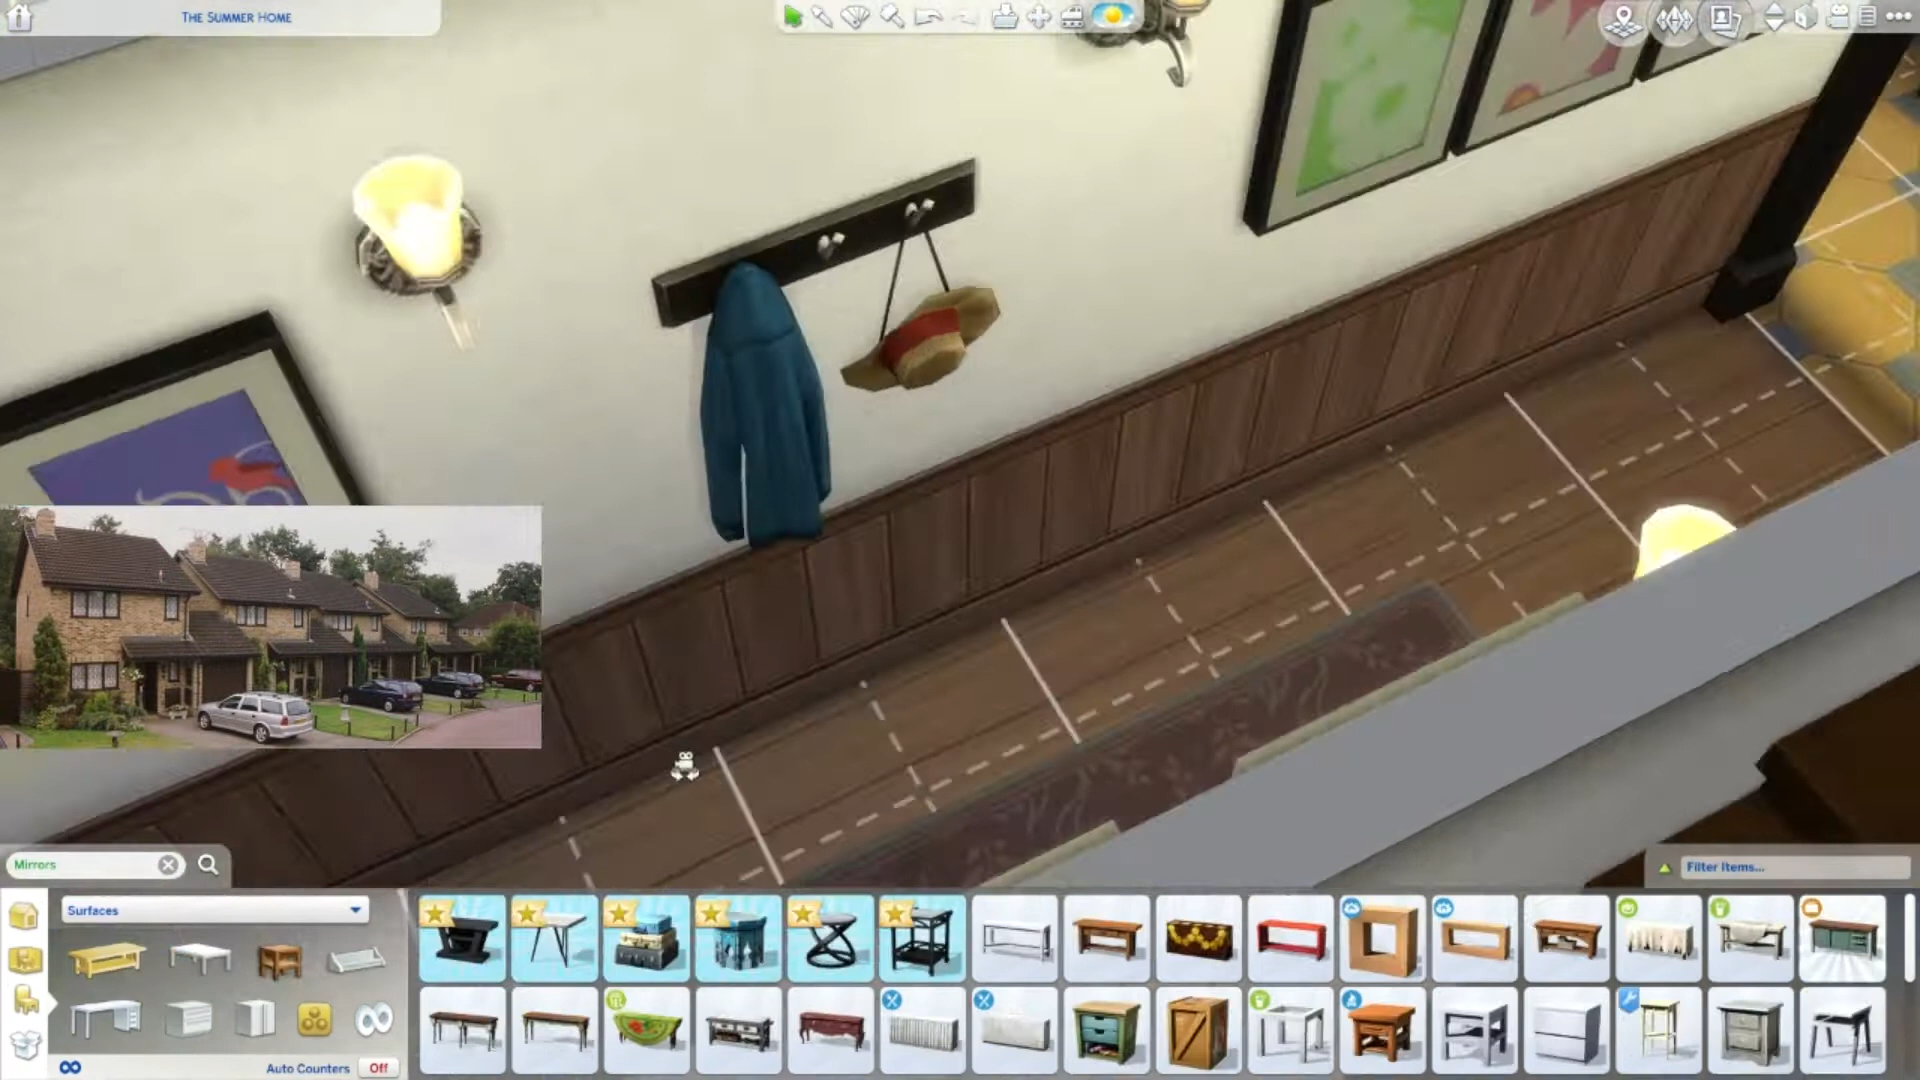 THE SUMMER HOME
Mirrors
Filter Items...
Surfaces
Auto Counters
Off